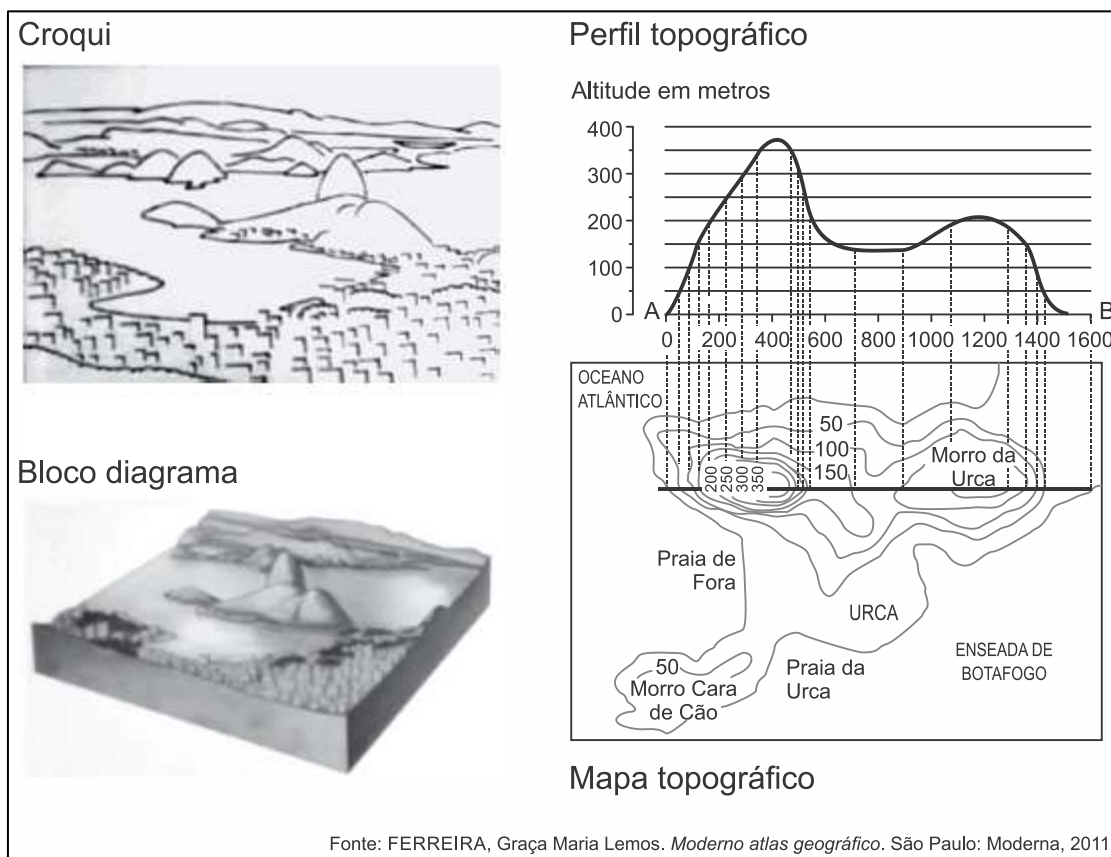 Croqui
Perfil topográfico
Altitude em metros
400
300
200
100
0
A
B
0 200 400 600 800 1000 1200 1400 1600
OCEANO
ATLÂNTICO
50
100
150
200
250
300
350
Morro da
Urca
Praia de
Fora
URCA
ENSEADA DE
BOTAFOGO
50
Morro Cara
de Cão
Praia da
Urca
Bloco diagrama
Mapa topográfico
Fonte: FERREIRA, Graça Maria Lemos. Moderno atlas geográfico. São Paulo: Moderna, 2011